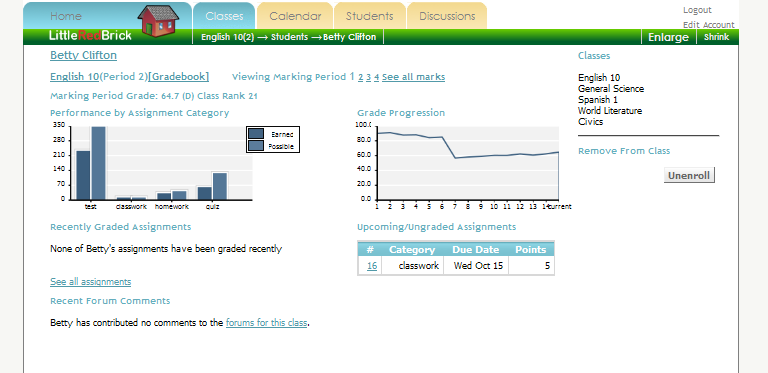 Home
Classes
Calendar
Students
Discussions
Logout
Edit Account
LittleRedBrick
English 10(2) → Students →Betty Clifton
Enlarge
Shrink
Betty Clifton
English 10(Period 2)[Gradebook]
Viewing Marking Period 1 2 3 4 See all marks
Marking Period Grade: 64.7 (D) Class Rank 21
Performance by Assignment Category
350
280
210
140
70
0
test classwork homework quiz
Earned
Possible
Grade Progression
100.0
80.0
60.0
40.0
20.0
0.0
1 2 3 4 5 6 7 8 9 10 11 12 13 14 current
Recently Graded Assignments
None of Betty's assignments have been graded recently
See all assignments
Upcoming/Ungraded Assignments
# Category Due Date Points
16 classwork Wed Oct 15 5
Recent Forum Comments
Betty has contributed no comments to the forums for this class.
Classes
English 10
General Science
Spanish 1
World Literature
Civics
Remove From Class
Unenroll